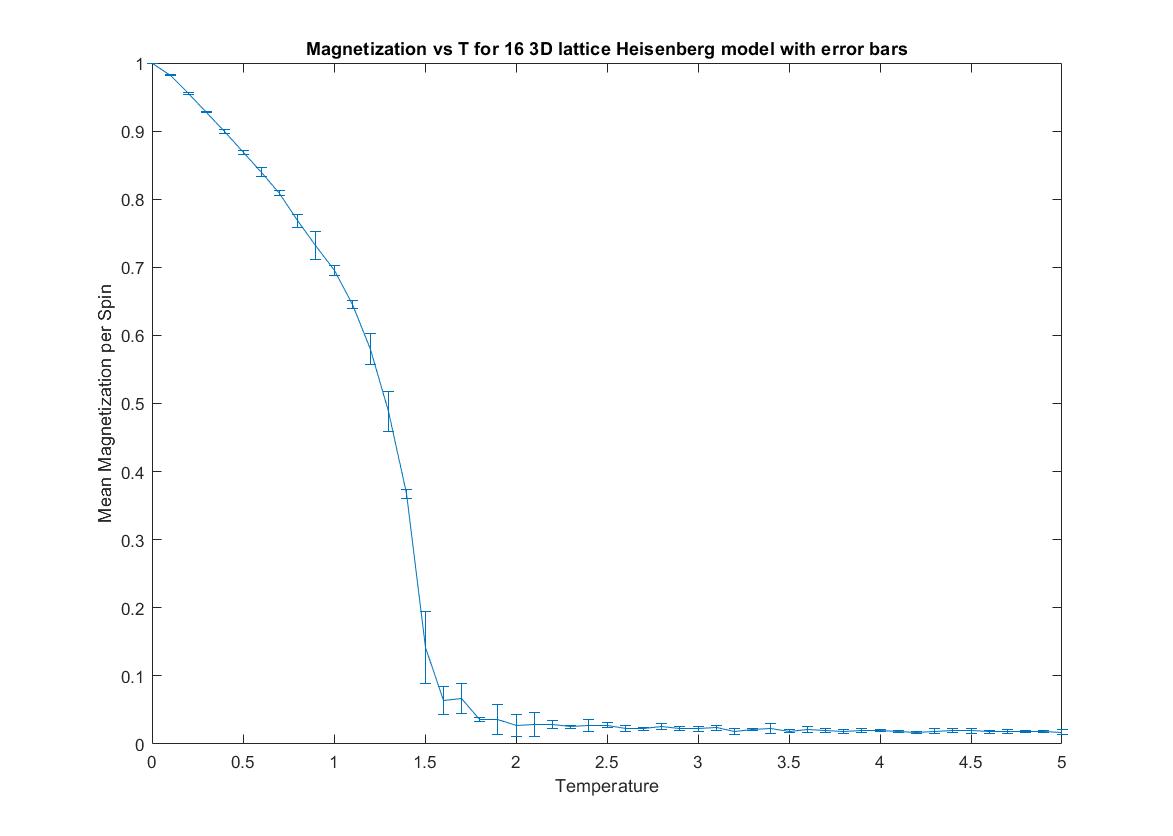 Magnetization vs T for 16 3D lattice Heisenberg model with error bars
Mean Magnetization per Spin
1
0.9
0.8
0.7
0.6
0.5
0.4
0.3
0.2
0.1
0
0 0.5 1 1.5 2 2.5 3 3.5 4 4.5 5
Temperature